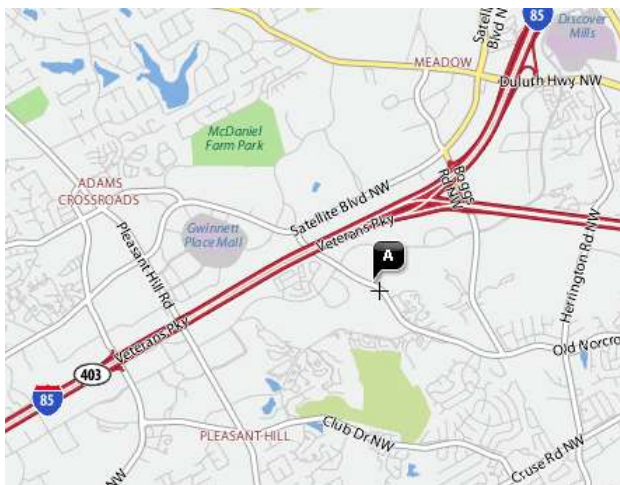 85
Discover
Mills
Satell
Blvd N
MEADOW
Duluth Hwy NW
McDaniel
Farm Park
Boggs
Rd NW
ADAMS
CROSSROADS
Satellite Blvd NW
Gwinnett
Place Mall
Veterans Pky
Pleasant Hill Rd
A
Herrington Rd NW
Veterans Pky
Old Norcro
403
85
PLEASANT HILL
Club Dr NW
Cruse Rd NW
NW